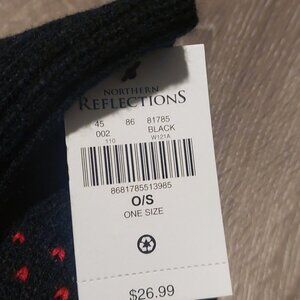 NORTHERN
REFLECTIONS
45 86 81785
002 BLACK
110 W121A
8681785513985
O/S
ONE SIZE
$26.99